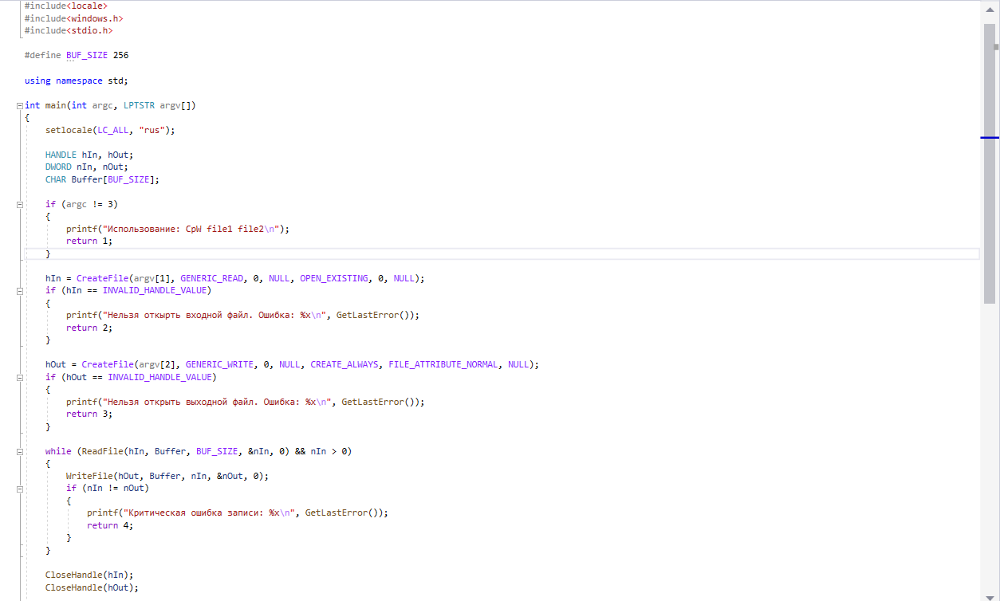 #include<locale>
#include<windows.h>
#include<stdio.h>
#define BUF_SIZE 256
using namespace std;
int main(int argc, LPTSTR argv[])
{
setlocale(LC_ALL, "rus");
HANDLE hIn, hOut;
DWORD nIn, nOut;
CHAR Buffer[BUF_SIZE];
if (argc != 3)
{
printf("Использование: CpW file1 file2\n");
return 1;
}
hIn = CreateFile(argv[1], GENERIC_READ, 0, NULL, OPEN_EXISTING, 0, NULL);
if (hIn == INVALID_HANDLE_VALUE)
{
printf("Нельзя откырть входной файл. Ошибка: %x\n", GetLastError());
return 2;
}
hOut = CreateFile(argv[2], GENERIC_WRITE, 0, NULL, CREATE_ALWAYS, FILE_ATTRIBUTE_NORMAL, NULL);
if (hOut == INVALID_HANDLE_VALUE)
{
printf("Нельзя открыть выходной файл. Ошибка: %x\n", GetLastError());
return 3;
}
while (ReadFile(hIn, Buffer, BUF_SIZE, &nIn, 0) && nIn > 0)
{
WriteFile(hOut, Buffer, nIn, &nOut, 0);
if (nIn != nOut)
{
printf("Критическая ошибка записи: %x\n", GetLastError());
return 4;
}
}
CloseHandle(hIn);
CloseHandle(hOut);